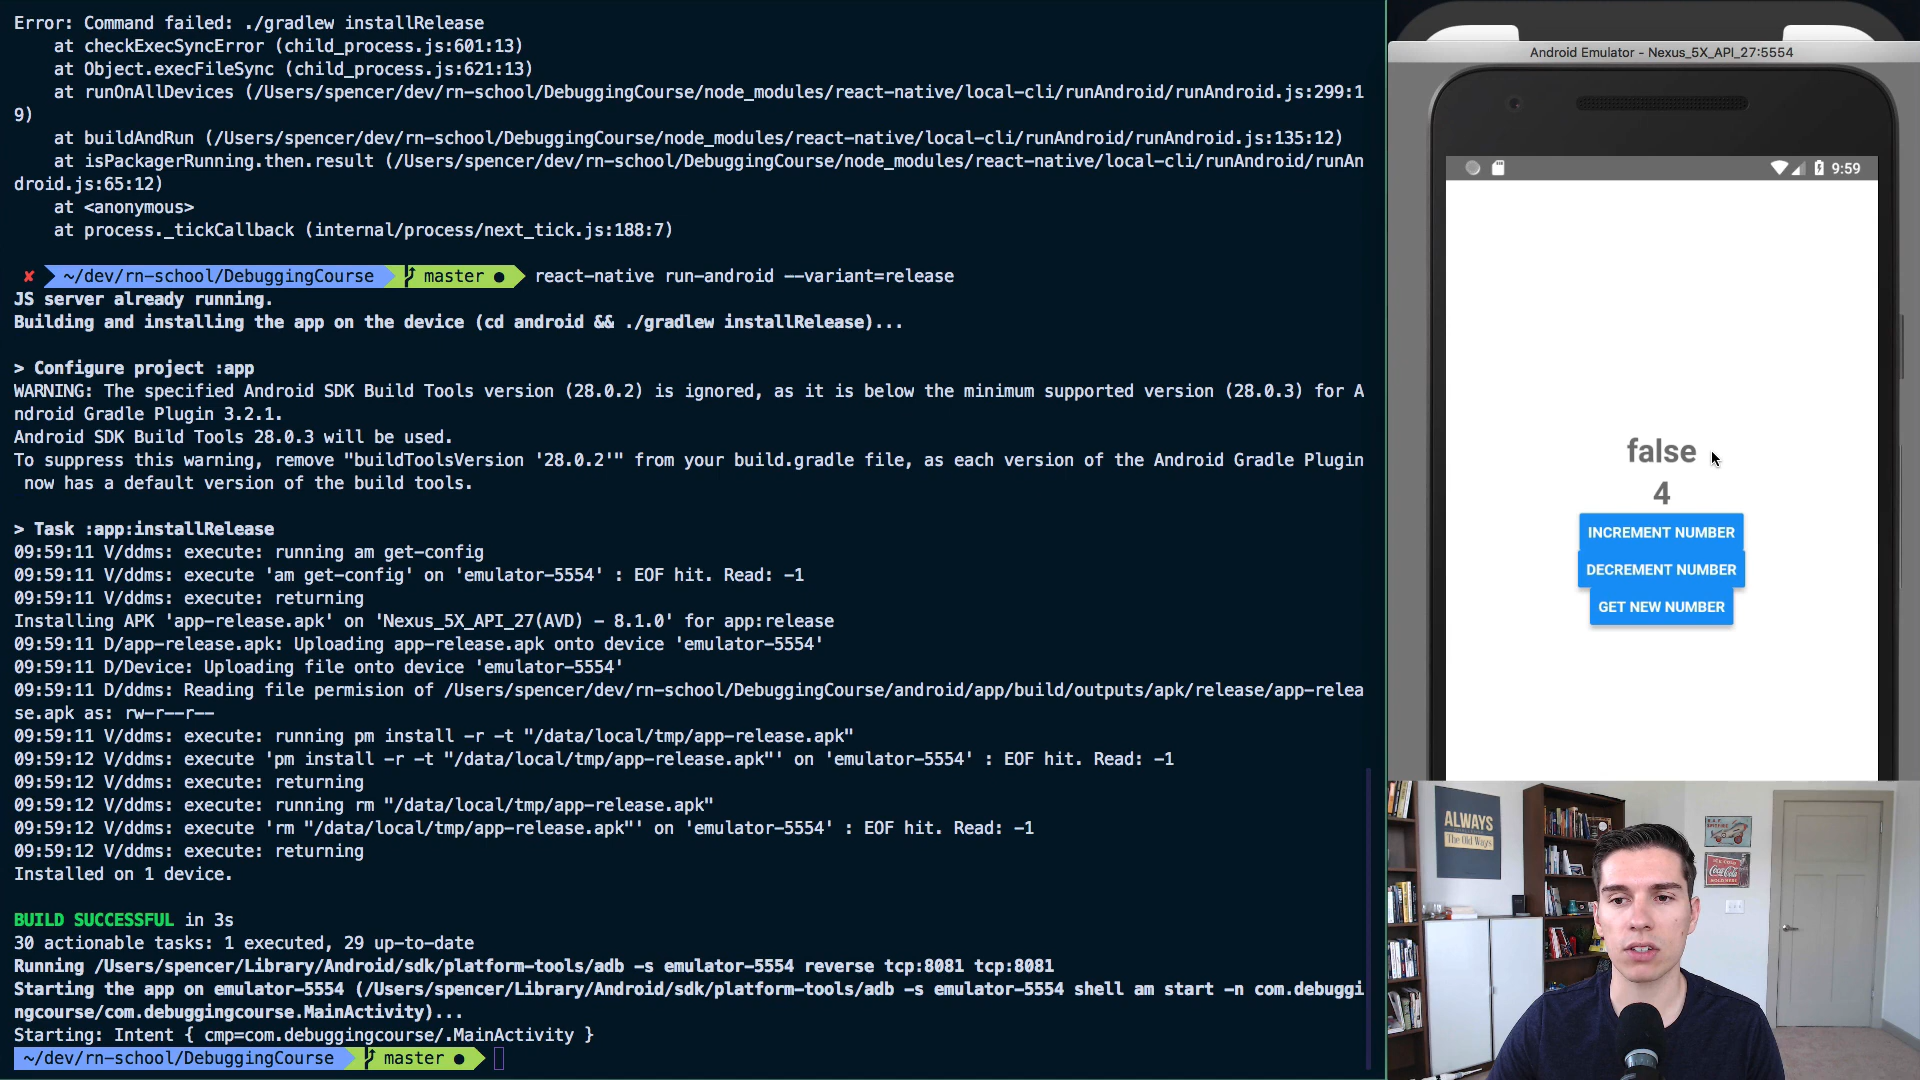 Error: Command failed: ./gradlew installRelease
at checkExecSyncError (child_process.js:601:13)
at Object.execFileSync (child_process.js:621:13)
at runOnAllDevices (/Users/spencer/dev/rn-school/DebuggingCourse/node_modules/react-native/local-cli/runAndroid/runAndroid.js:299:1
9)
at buildAndRun (/Users/spencer/dev/rn-school/DebuggingCourse/node_modules/react-native/local-cli/runAndroid/runAndroid.js:135:12)
at isPackagerRunning.then.result (/Users/spencer/dev/rn-school/DebuggingCourse/node_modules/react-native/local-cli/runAndroid/runAn
droid.js:65:12)
at <anonymous>
at process._tickCallback (internal/process/next_tick.js:188:7)
✘ ~/dev/rn-school/DebuggingCourse master ● react-native run-android --variant=release
JS server already running.
Building and installing the app on the device (cd android && ./gradlew installRelease)...
> Configure project :app
WARNING: The specified Android SDK Build Tools version (28.0.2) is ignored, as it is below the minimum supported version (28.0.3) for A
ndroid Gradle Plugin 3.2.1.
Android SDK Build Tools 28.0.3 will be used.
To suppress this warning, remove "buildToolsVersion '28.0.2'" from your build.gradle file, as each version of the Android Gradle Plugin
now has a default version of the build tools.
> Task :app:installRelease
09:59:11 V/ddms: execute: running am get-config
09:59:11 V/ddms: execute 'am get-config' on 'emulator-5554' : EOF hit. Read: -1
09:59:11 V/ddms: execute: returning
Installing APK 'app-release.apk' on 'Nexus_5X_API_27(AVD) - 8.1.0' for app:release
09:59:11 D/app-release.apk: Uploading app-release.apk onto device 'emulator-5554'
09:59:11 D/Device: Uploading file onto device 'emulator-5554'
09:59:11 D/ddms: Reading file permision of /Users/spencer/dev/rn-school/DebuggingCourse/android/app/build/outputs/apk/release/app-relea
se.apk as: rw-r--r--
09:59:11 V/ddms: execute: running pm install -r -t "/data/local/tmp/app-release.apk"
09:59:12 V/ddms: execute 'pm install -r -t "/data/local/tmp/app-release.apk"' on 'emulator-5554' : EOF hit. Read: -1
09:59:12 V/ddms: execute: returning
09:59:12 V/ddms: execute: running rm "/data/local/tmp/app-release.apk"
09:59:12 V/ddms: execute 'rm "/data/local/tmp/app-release.apk"' on 'emulator-5554' : EOF hit. Read: -1
09:59:12 V/ddms: execute: returning
Installed on 1 device.
BUILD SUCCESSFUL in 3s
30 actionable tasks: 1 executed, 29 up-to-date
Running /Users/spencer/Library/Android/sdk/platform-tools/adb -s emulator-5554 reverse tcp:8081 tcp:8081
Starting the app on emulator-5554 (/Users/spencer/Library/Android/sdk/platform-tools/adb -s emulator-5554 shell am start -n com.debuggi
ngcourse/com.debuggingcourse.MainActivity)...
Starting: Intent { cmp=com.debuggingcourse/.MainActivity }
~/dev/rn-school/DebuggingCourse master ●
Android Emulator - Nexus_5X_API_27:5554
9:59
false
4
INCREMENT NUMBER
DECREMENT NUMBER
GET NEW NUMBER
ALWAYS
The Old Ways
Coca-Cola